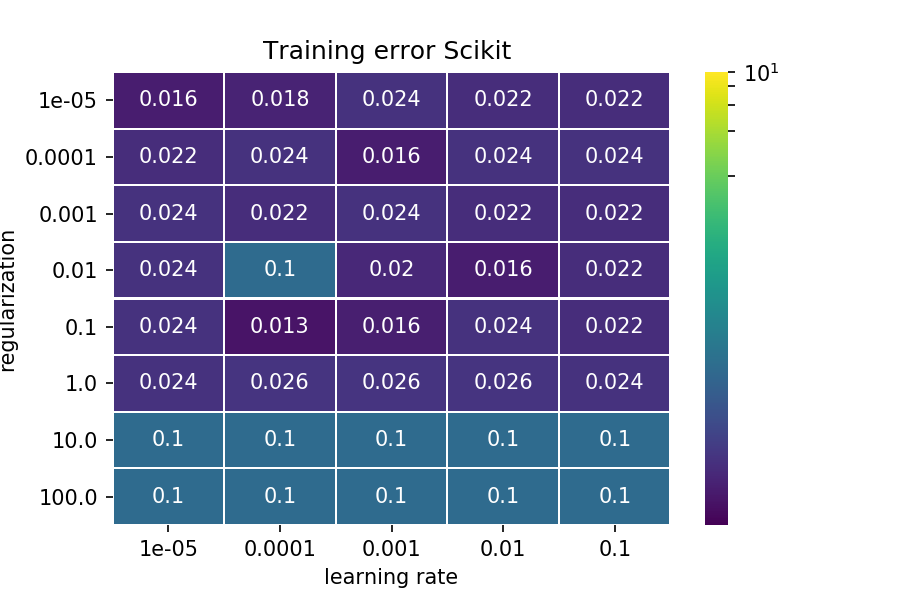 Training error Scikit
10¹
1e-05 0.016 0.018 0.024 0.022 0.022
0.0001 0.022 0.024 0.016 0.024 0.024
0.001 0.024 0.022 0.024 0.022 0.022
0.01 0.024 0.1 0.02 0.016 0.022
0.1 0.024 0.013 0.016 0.024 0.022
1.0 0.024 0.026 0.026 0.026 0.024
10.0 0.1 0.1 0.1 0.1 0.1
100.0 0.1 0.1 0.1 0.1 0.1
regularization
1e-05 0.0001 0.001 0.01 0.1
learning rate